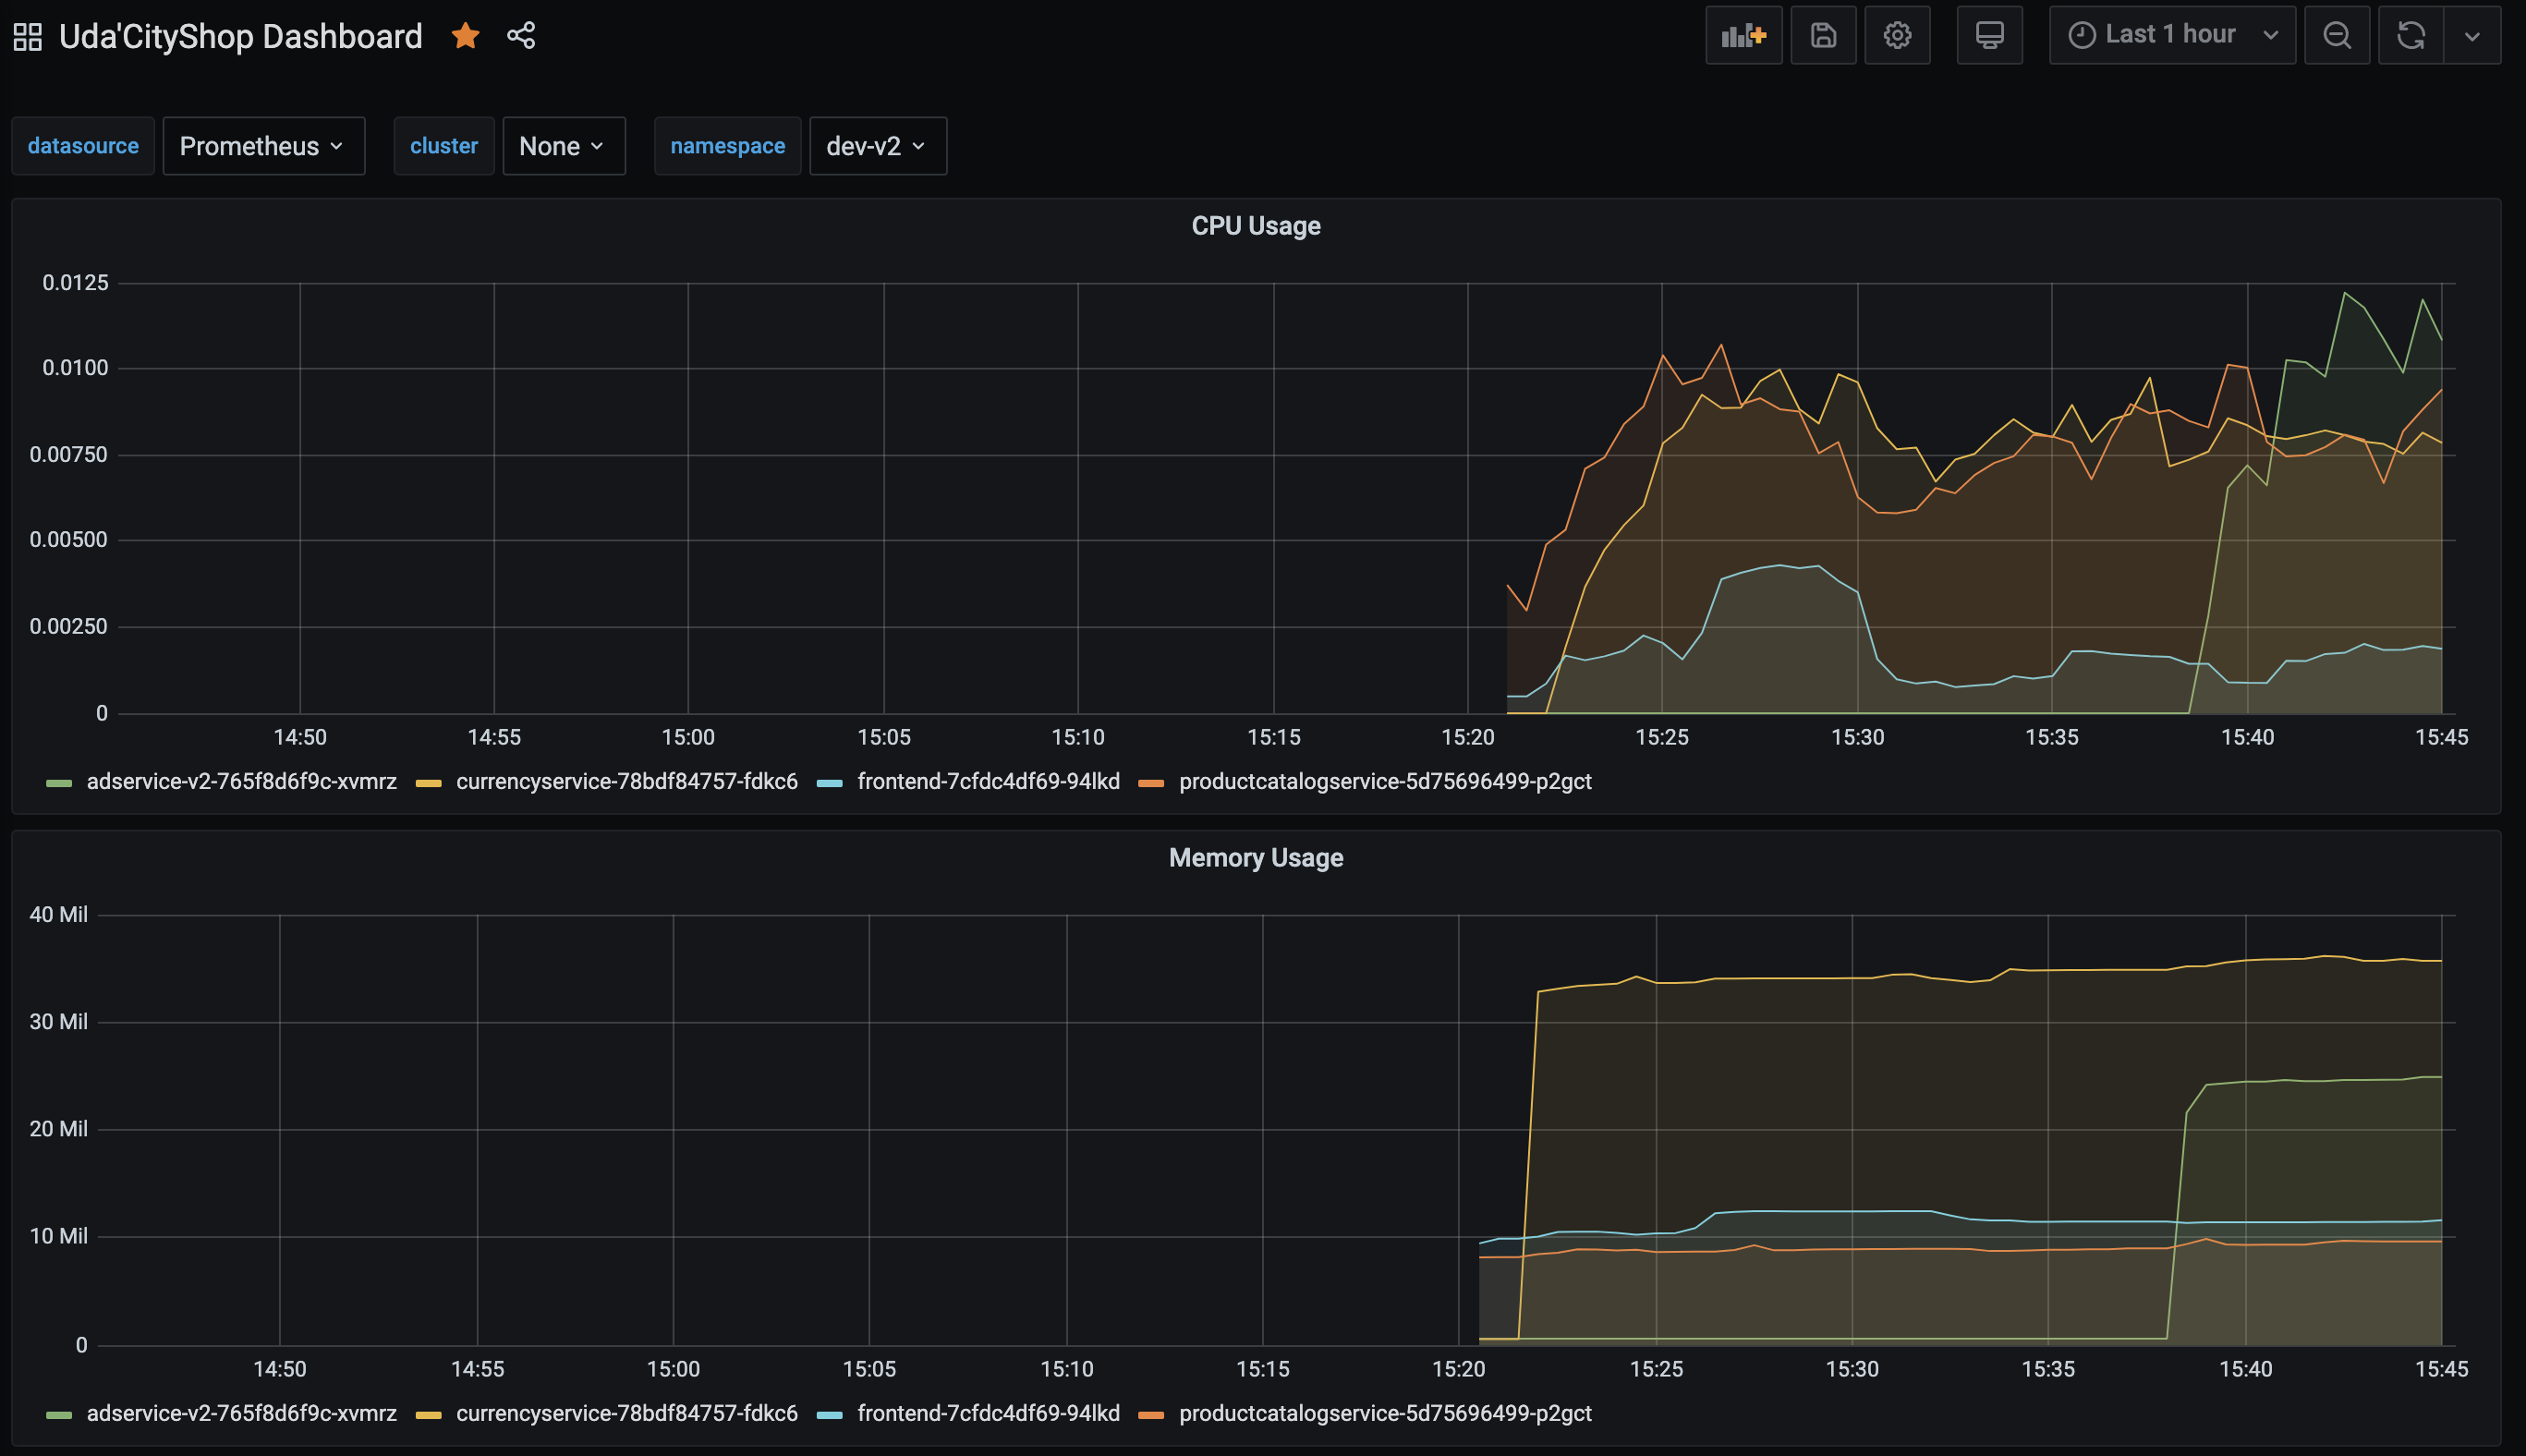 Uda'CityShop Dashboard Last 1 hour
datasource Prometheus cluster None namespace dev-v2
CPU Usage
0.0125
0.0100
0.00750
0.00500
0.00250
0
14:50 14:55 15:00 15:05 15:10 15:15 15:20 15:25 15:30 15:35 15:40 15:45
adservice-v2-765f8d6f9c-xvmrz currencyservice-78bdf84757-fdkc6 frontend-7cfdc4df69-94lkd productcatalogservice-5d75696499-p2gct
Memory Usage
40 Mil
30 Mil
20 Mil
10 Mil
0
14:50 14:55 15:00 15:05 15:10 15:15 15:20 15:25 15:30 15:35 15:40 15:45
adservice-v2-765f8d6f9c-xvmrz currencyservice-78bdf84757-fdkc6 frontend-7cfdc4df69-94lkd productcatalogservice-5d75696499-p2gct